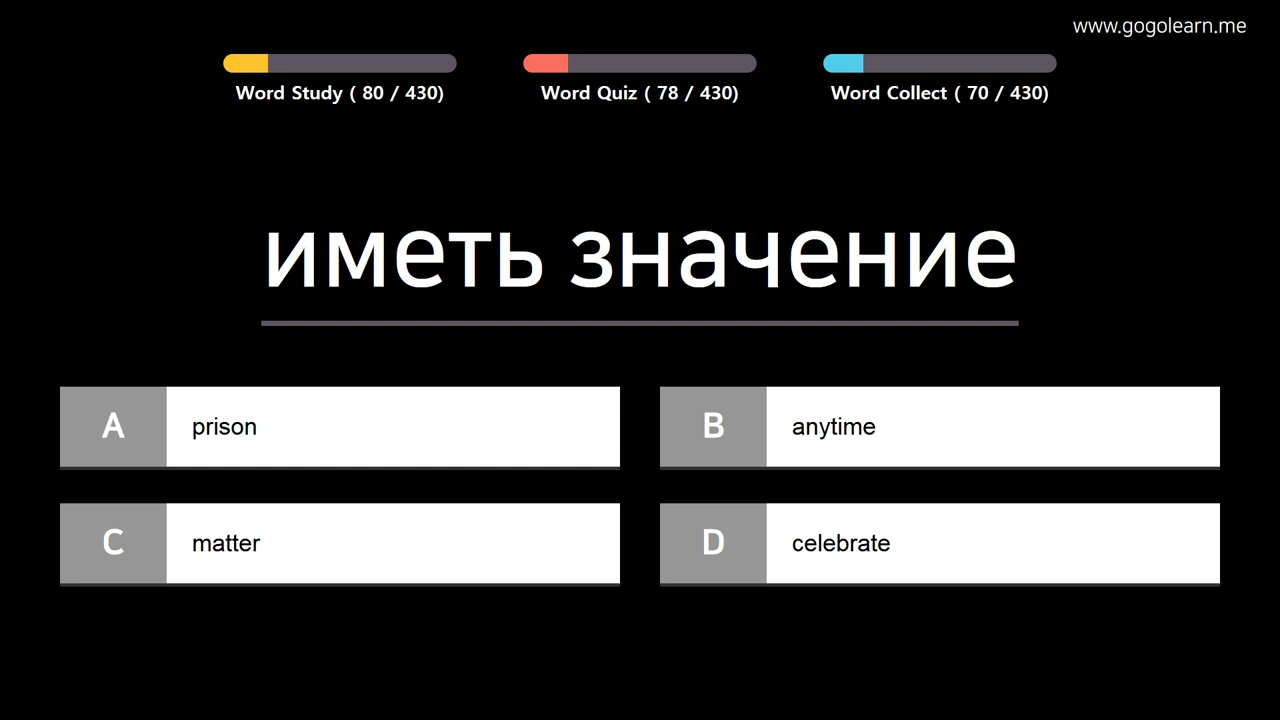 www.gogolearn.me
Word Study ( 80 / 430)
Word Quiz ( 78 / 430)
Word Collect ( 70 / 430)
иметь значение
A prison
B anytime
C matter
D celebrate